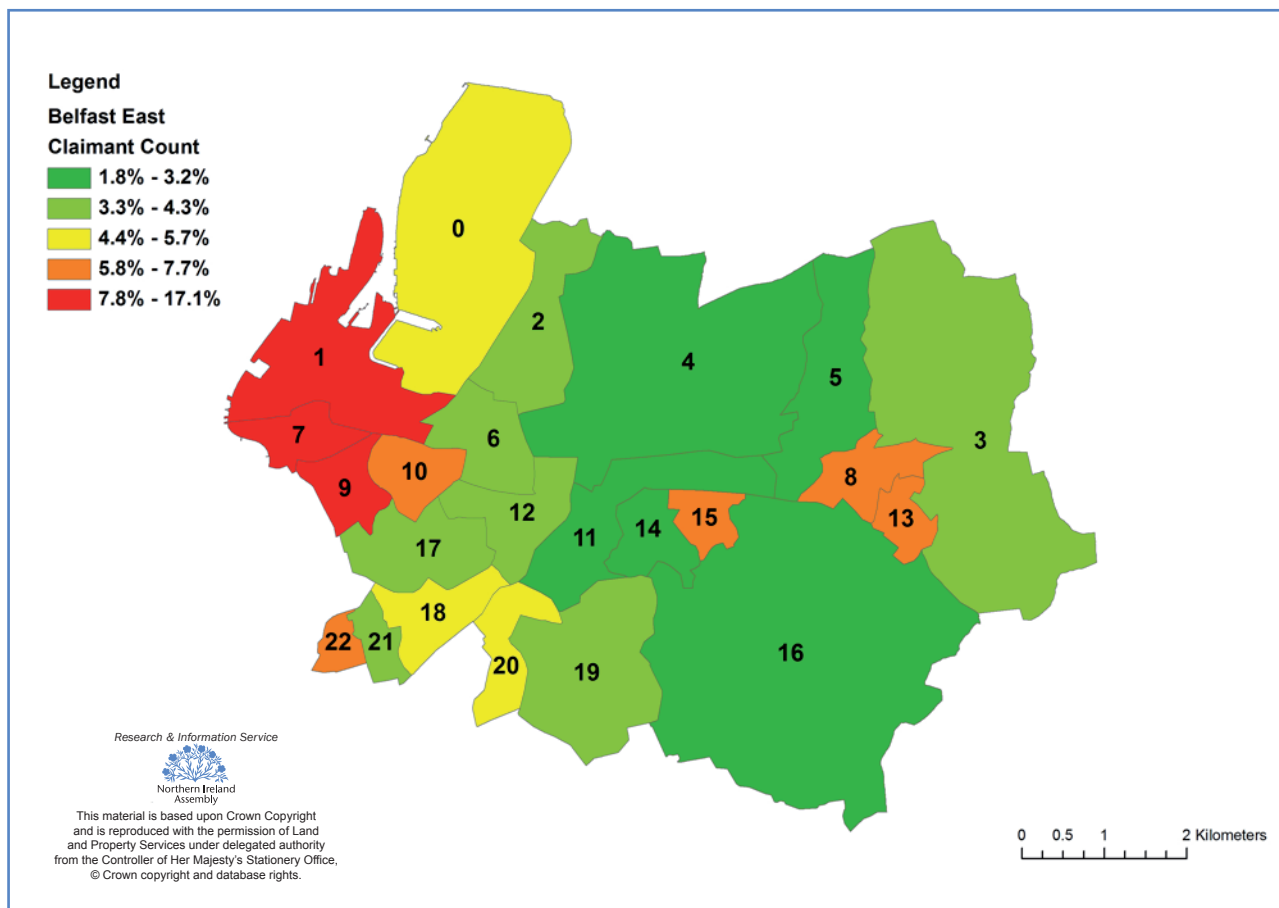 Legend
Belfast East
Claimant Count
1.8% - 3.2%
3.3% - 4.3%
4.4% - 5.7%
5.8% - 7.7%
7.8% - 17.1%
0
1
2
3
4
5
6
7
8
9
10
11
12
13
14
15
16
17
18
19
20
21
22
Research & Information Service
Northern Ireland
Assembly
This material is based upon Crown Copyright
and is reproduced with the permission of Land
and Property Services under delegated authority
from the Controller of Her Majesty's Stationery Office,
© Crown copyright and database rights.
0 0.5 1 2 Kilometers